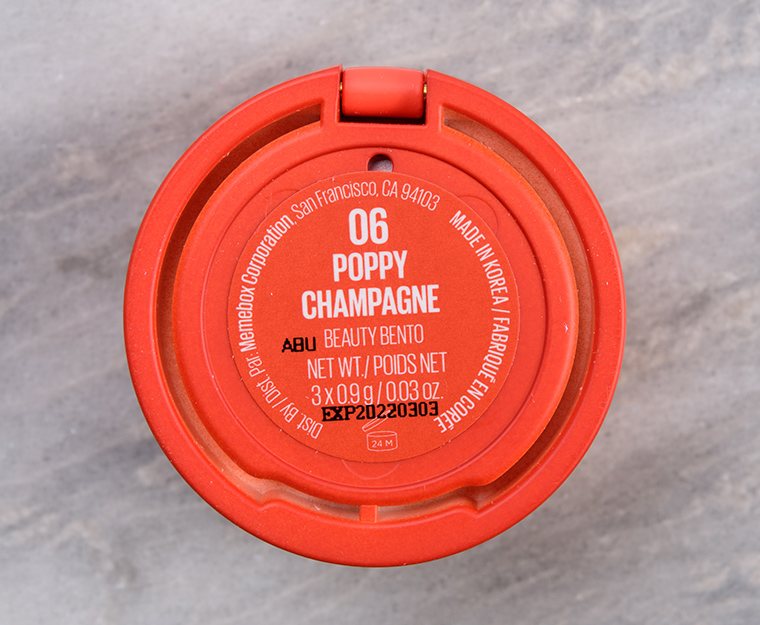 Dist. By / Dist. Par: Memebox Corporation, San Francisco, CA 94103
06
POPPY
CHAMPAGNE
ABU BEAUTY BENTO
NET WT./ POIDS NET
3 x 0.9 g / 0.03 oz.
EXP20220303
24 M
MADE IN KOREA / FABRIQUÉ EN CORÉE